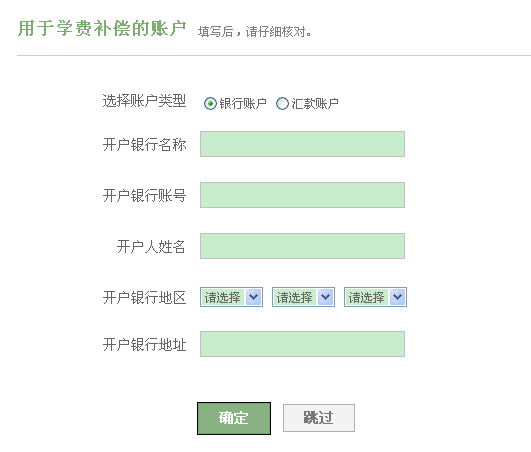 用于学费补偿的账户 填写后，请仔细核对。
选择账户类型 银行账户 汇款账户
开户银行名称
开户银行账号
开户人姓名
开户银行地区 请选择 请选择 请选择
开户银行地址
确定 跳过